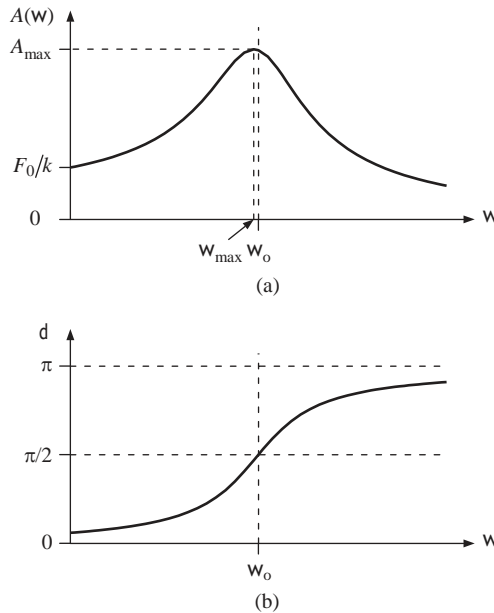 A(w)
A_max
F_0/k
0
w
w_max w_o
(a)
d
π
π/2
0
w
w_o
(b)